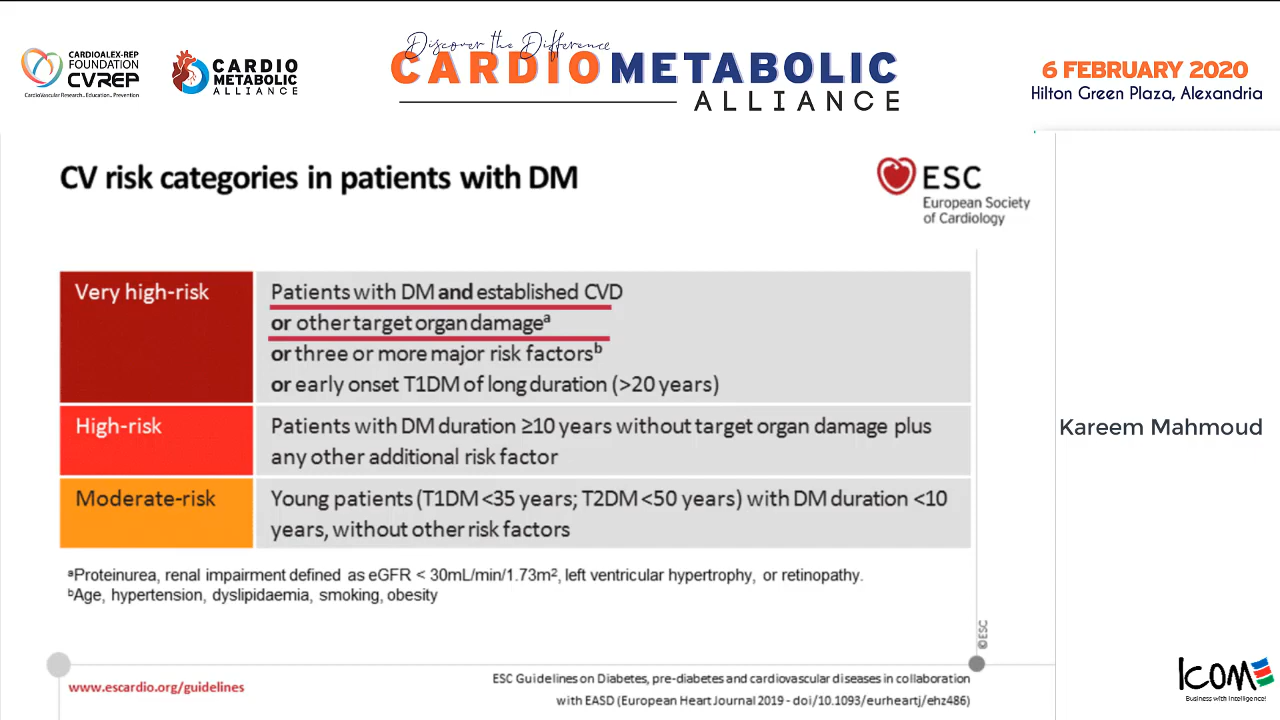 CARDIOALEX-REP
FOUNDATION
CVREP
CardioVascular Research.. Education.. Prevention
CARDIO
METABOLIC
ALLIANCE
Discover the Difference
CARDIOMETABOLIC
ALLIANCE
6 FEBRUARY 2020
Hilton Green Plaza, Alexandria
CV risk categories in patients with DM
ESC
European Society
of Cardiology
Very high-risk
Patients with DM and established CVD
or other target organ damageᵃ
or three or more major risk factorsᵇ
or early onset T1DM of long duration (>20 years)
High-risk
Patients with DM duration ≥10 years without target organ damage plus
any other additional risk factor
Moderate-risk
Young patients (T1DM <35 years; T2DM <50 years) with DM duration <10
years, without other risk factors
ᵃProteinurea, renal impairment defined as eGFR < 30mL/min/1.73m², left ventricular hypertrophy, or retinopathy.
ᵇAge, hypertension, dyslipidaemia, smoking, obesity
©ESC
www.escardio.org/guidelines
ESC Guidelines on Diabetes, pre-diabetes and cardiovascular diseases in collaboration
with EASD (European Heart Journal 2019 - doi/10.1093/eurheartj/ehz486)
Kareem Mahmoud
ICOM
Business with Intelligence!